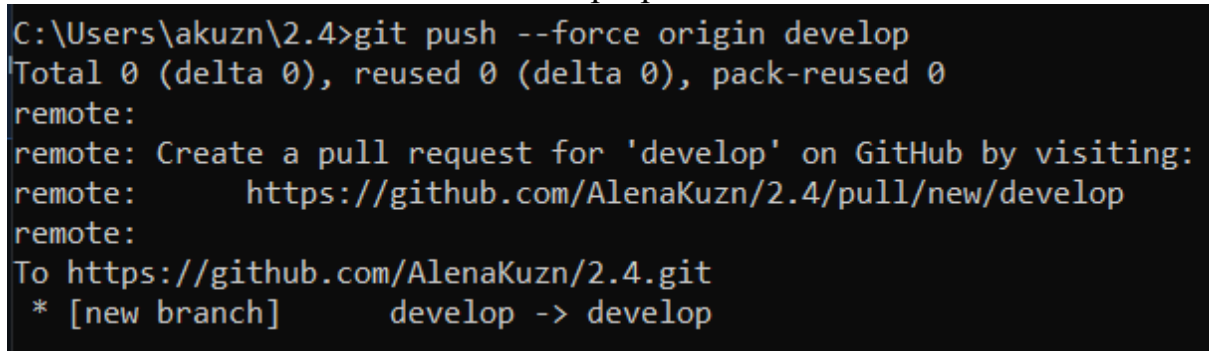 C:\Users\akuzn\2.4>git push --force origin develop
Total 0 (delta 0), reused 0 (delta 0), pack-reused 0
remote:
remote: Create a pull request for 'develop' on GitHub by visiting:
remote:      https://github.com/AlenaKuzn/2.4/pull/new/develop
remote:
To https://github.com/AlenaKuzn/2.4.git
 * [new branch]      develop -> develop